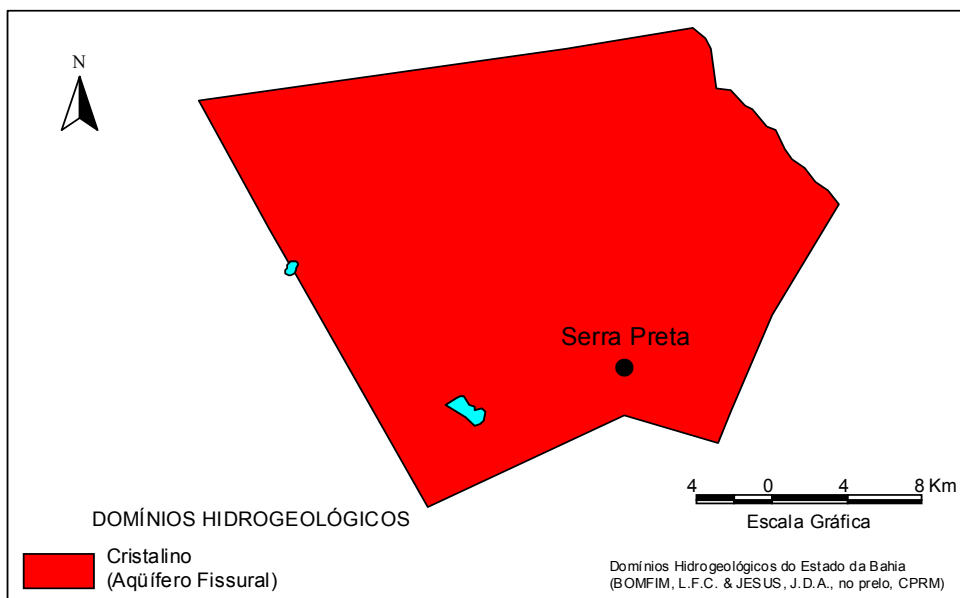 N
Serra Preta
4 0 4 8 Km
Escala Gráfica
DOMÍNIOS HIDROGEOLÓGICOS
Cristalino
(Aqüífero Fissural)
Domínios Hidrogeológicos do Estado da Bahia
(BOMFIM, L.F.C. & JESUS, J.D.A., no prelo, CPRM)